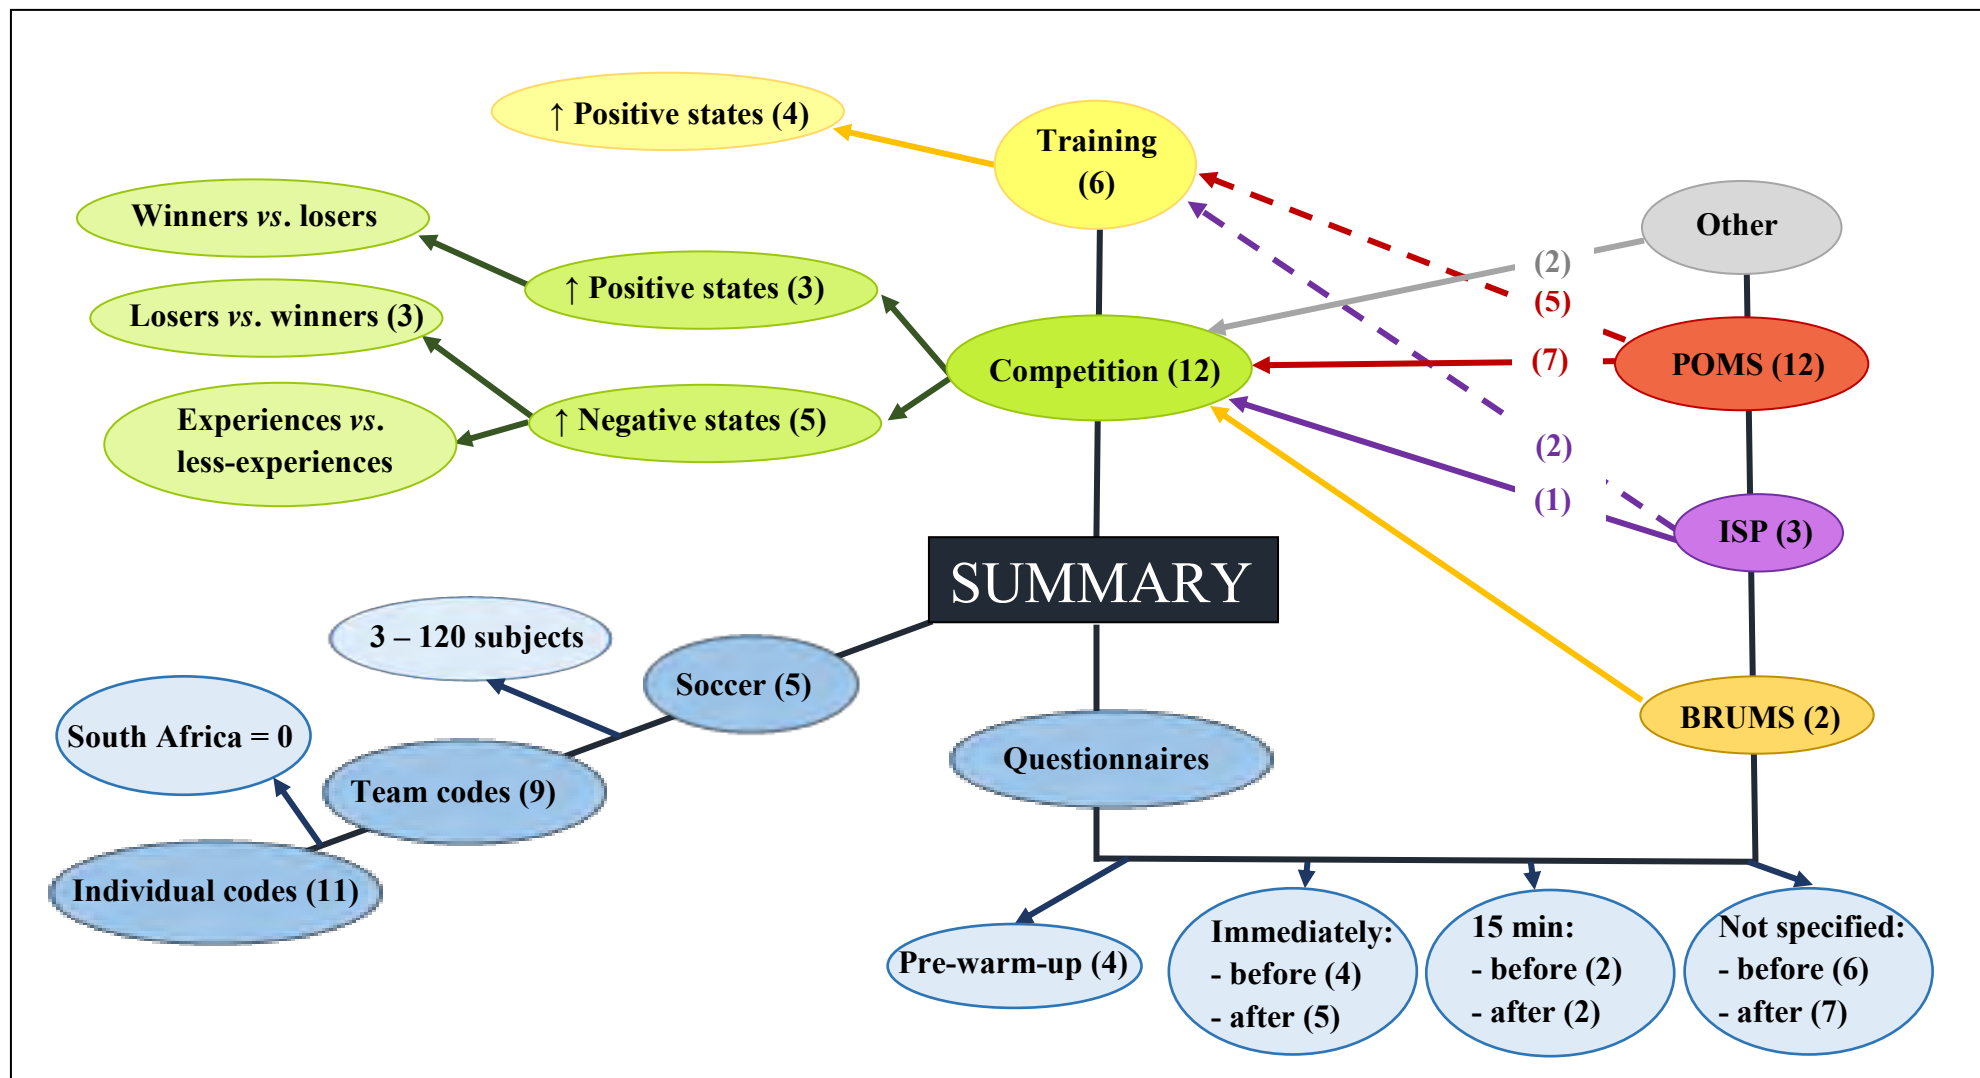 ↑ Positive states (4)
Training
(6)
Winners vs. losers
Other
(2)
↑ Positive states (3)
(5)
Losers vs. winners (3)
Competition (12)
(7)
POMS (12)
Experiences vs.
less-experiences
↑ Negative states (5)
(2)
(1)
ISP (3)
SUMMARY
3 – 120 subjects
Soccer (5)
South Africa = 0
Team codes (9)
Individual codes (11)
Questionnaires
BRUMS (2)
Pre-warm-up (4)
Immediately:
- before (4)
- after (5)
15 min:
- before (2)
- after (2)
Not specified:
- before (6)
- after (7)